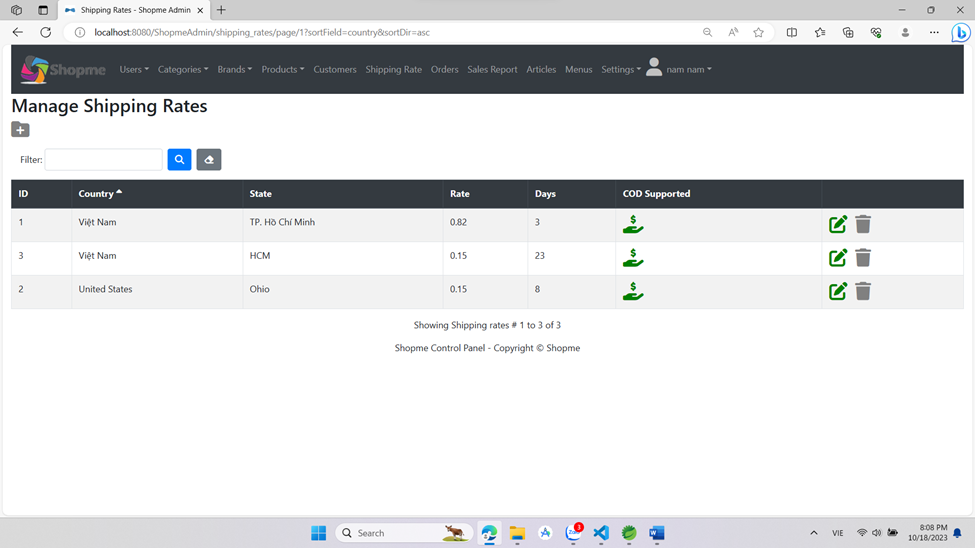 Shipping Rates - Shopme Admin
localhost:8080/ShopmeAdmin/shipping_rates/page/1?sortField=country&sortDir=asc
Shopme Users Categories Brands Products Customers Shipping Rate Orders Sales Report Articles Menus Settings nam nam
Manage Shipping Rates
Filter:
ID Country State Rate Days COD Supported
1 Việt Nam TP. Hồ Chí Minh 0.82 3
3 Việt Nam HCM 0.15 23
2 United States Ohio 0.15 8
Showing Shipping rates # 1 to 3 of 3
Shopme Control Panel - Copyright © Shopme
Search 3 VIE 8:08 PM
10/18/2023